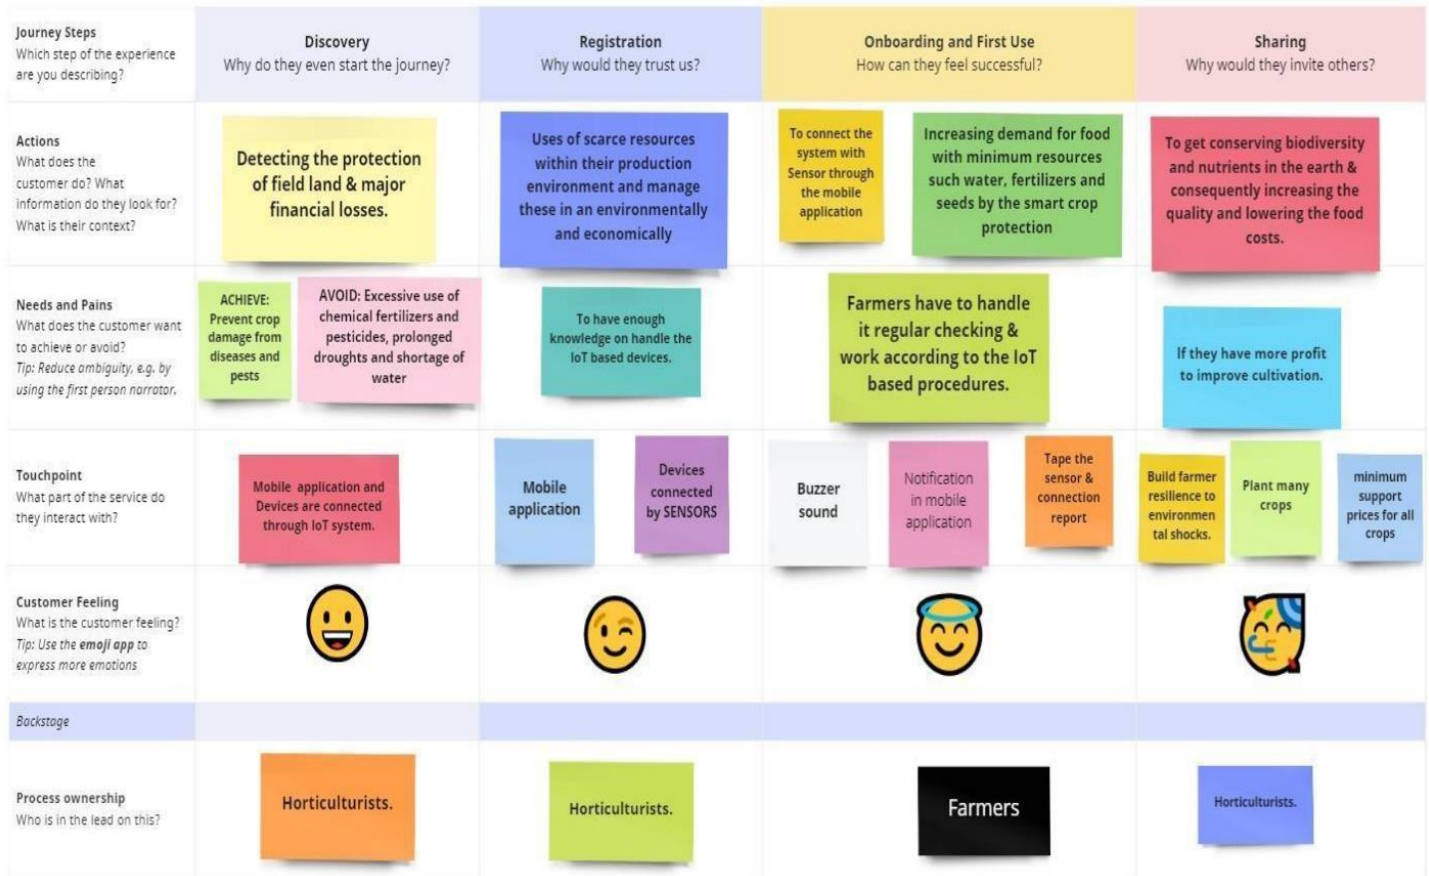 Journey Steps
Which step of the experience
are you describing?
Discovery
Why do they even start the journey?
Registration
Why would they trust us?
Onboarding and First Use
How can they feel successful?
Sharing
Why would they invite others?
Actions
What does the
customer do? What
information do they look for?
What is their context?
Detecting the protection
of field land & major
financial losses.
Uses of scarce resources
within their production
environment and manage
these in an environmentally
and economically
To connect the
system with
Sensor through
the mobile
application
Increasing demand for food
with minimum resources
such water, fertilizers and
seeds by the smart crop
protection
To get conserving biodiversity
and nutrients in the earth &
consequently increasing the
quality and lowering the food
costs.
Needs and Pains
What does the customer want
to achieve or avoid?
Tip: Reduce ambiguity, e.g. by
using the first person narrator.
ACHIEVE:
Prevent crop
damage from
diseases and
pests
AVOID: Excessive use of
chemical fertilizers and
pesticides, prolonged
droughts and shortage of
water
To have enough
knowledge on handle the
IoT based devices.
Farmers have to handle
it regular checking &
work according to the IoT
based procedures.
If they have more profit
to improve cultivation.
Touchpoint
What part of the service do
they interact with?
Mobile application and
Devices are connected
through IoT system.
Mobile
application
Devices
connected
by SENSORS
Buzzer
sound
Notification
in mobile
application
Tape the
sensor &
connection
report
Build farmer
resilience to
environmen
tal shocks.
Plant many
crops
minimum
support
prices for all
crops
Customer Feeling
What is the customer feeling?
Tip: Use the emoji app to
express more emotions
Backstage
Process ownership
Who is in the lead on this?
Horticulturists.
Horticulturists.
Farmers
Horticulturists.